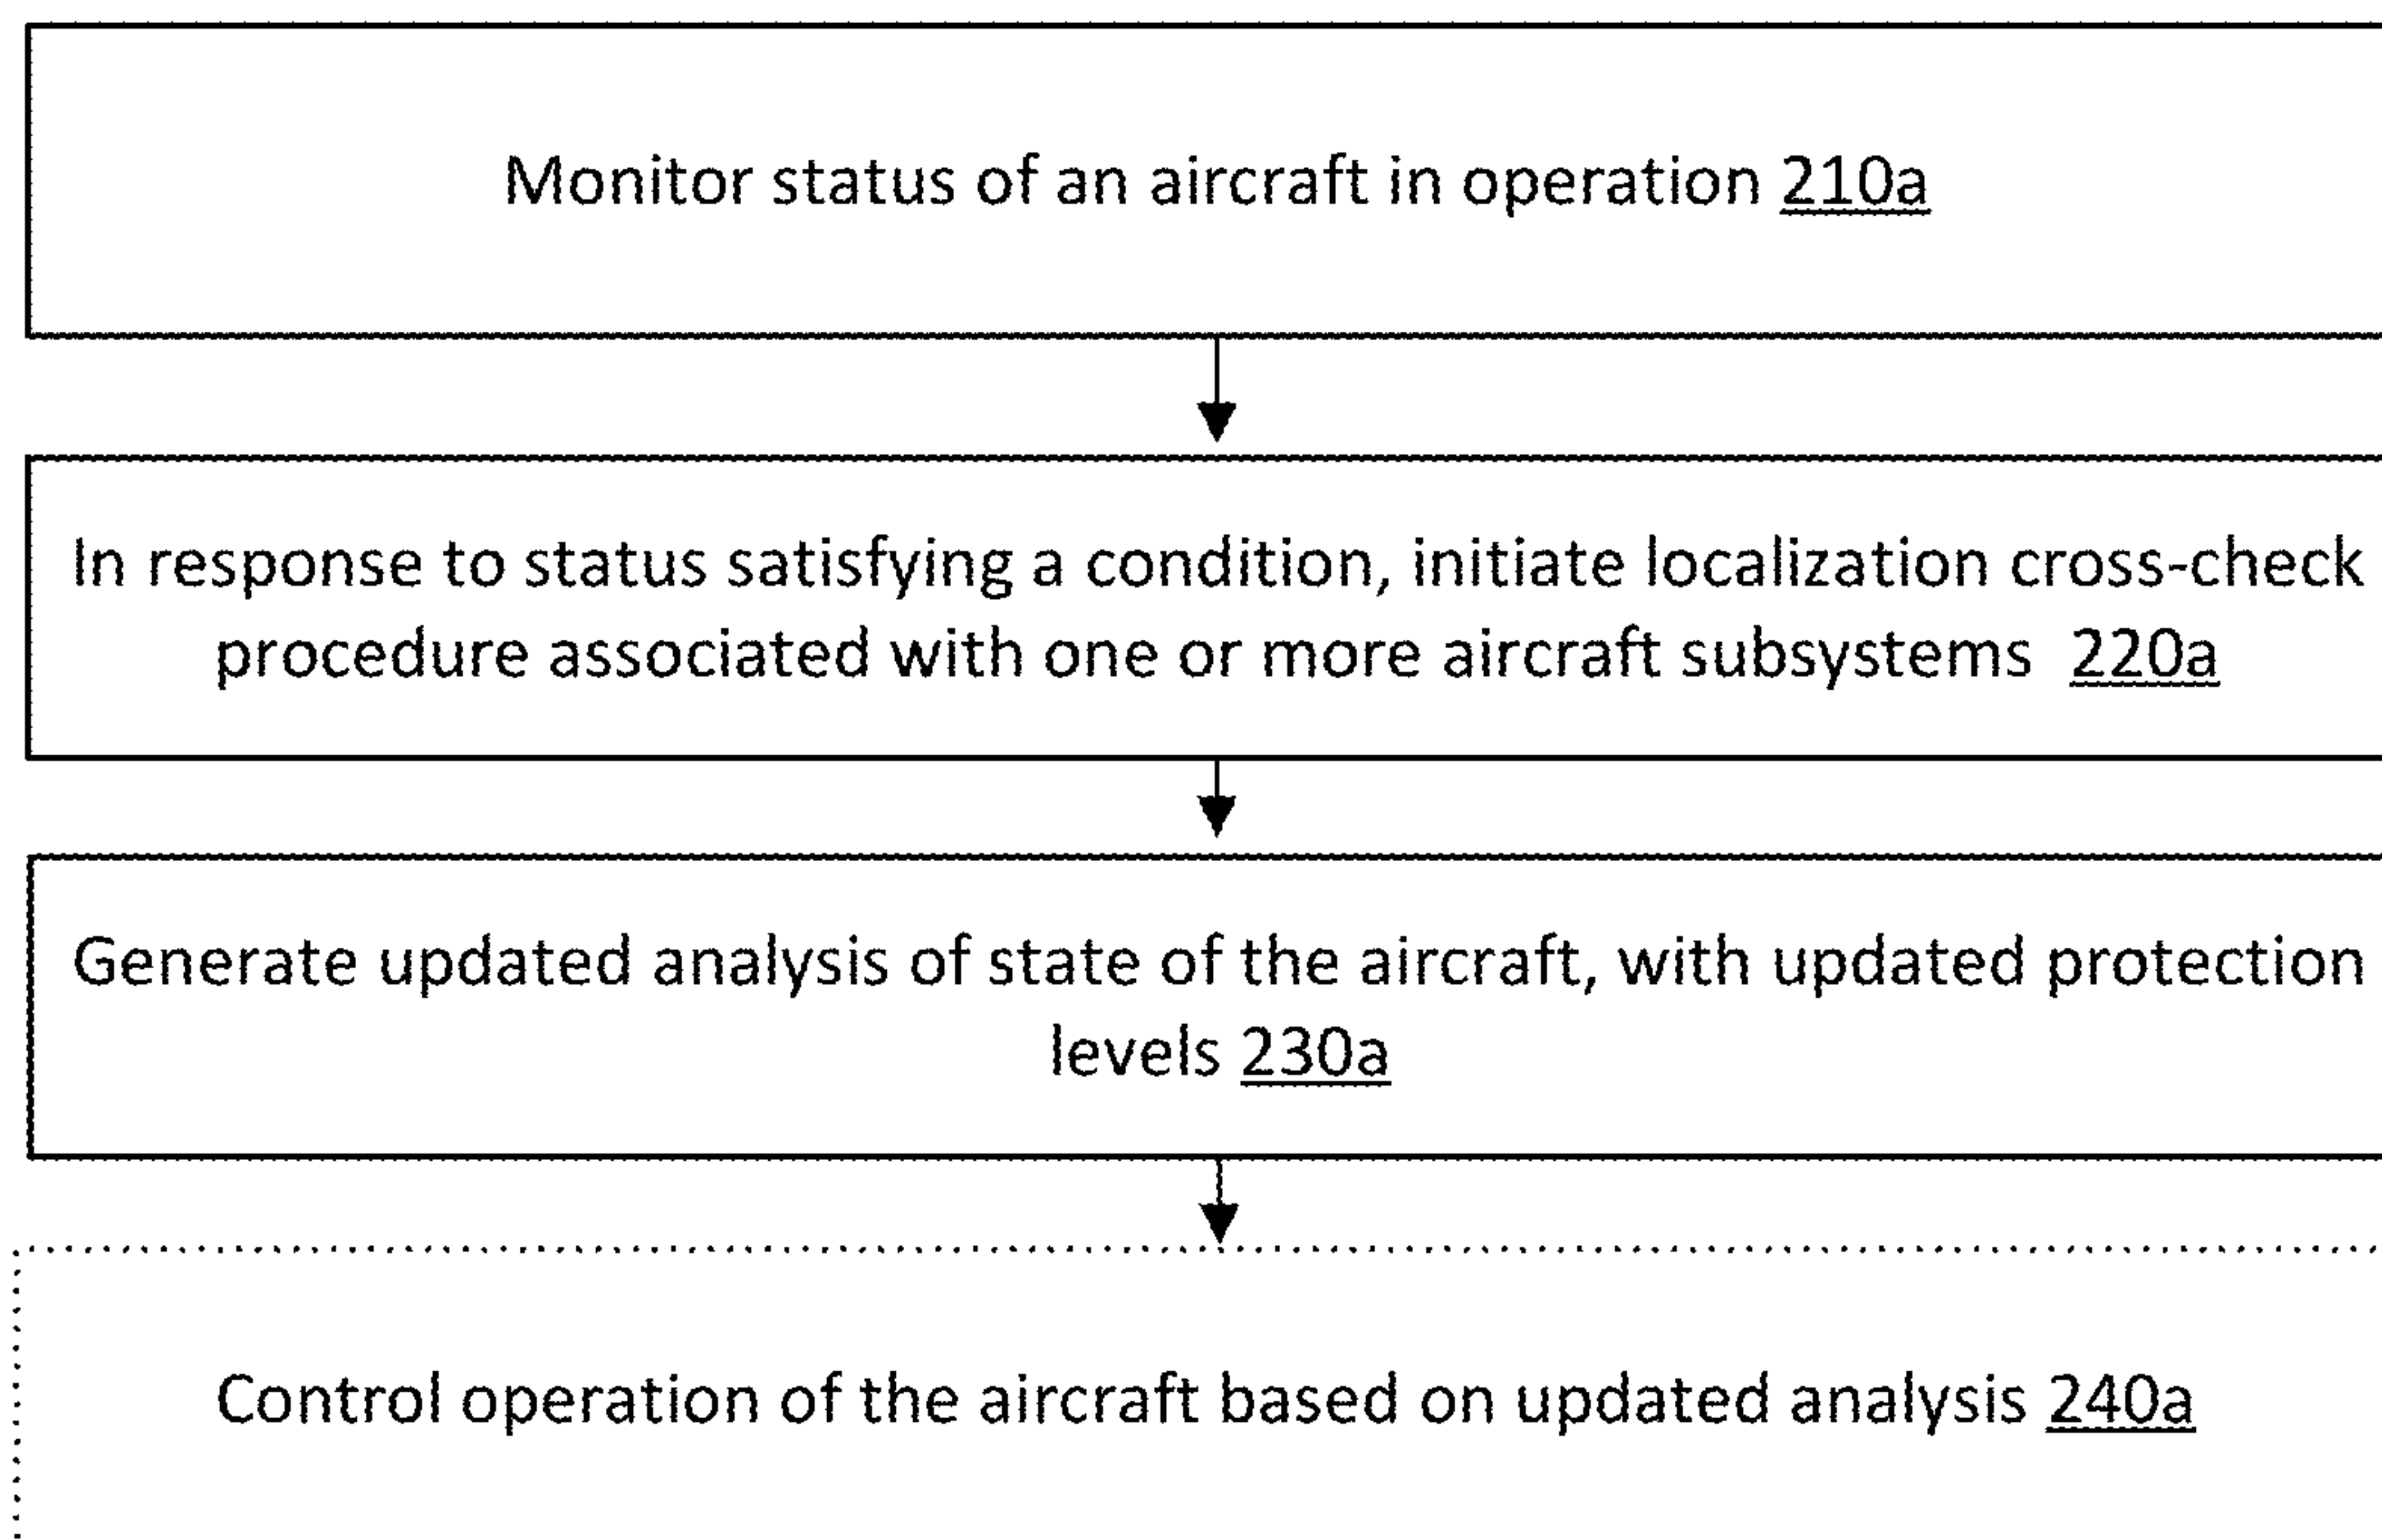 Monitor status of an aircraft in operation 210a
In response to status satisfying a condition, initiate localization cross-check
procedure associated with one or more aircraft subsystems 220a
Generate updated analysis of state of the aircraft, with updated protection
levels 230a
Control operation of the aircraft based on updated analysis 240a